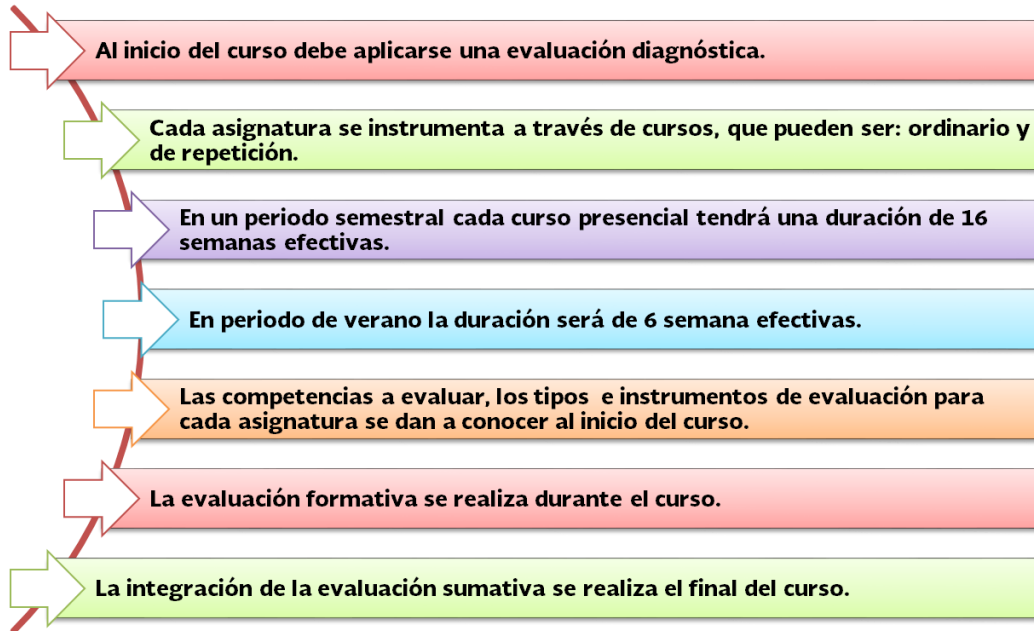 Al inicio del curso debe aplicarse una evaluación diagnóstica.
Cada asignatura se instrumenta a través de cursos, que pueden ser: ordinario y
de repetición.
En un periodo semestral cada curso presencial tendrá una duración de 16
semanas efectivas.
En periodo de verano la duración será de 6 semana efectivas.
Las competencias a evaluar, los tipos e instrumentos de evaluación para
cada asignatura se dan a conocer al inicio del curso.
La evaluación formativa se realiza durante el curso.
La integración de la evaluación sumativa se realiza el final del curso.